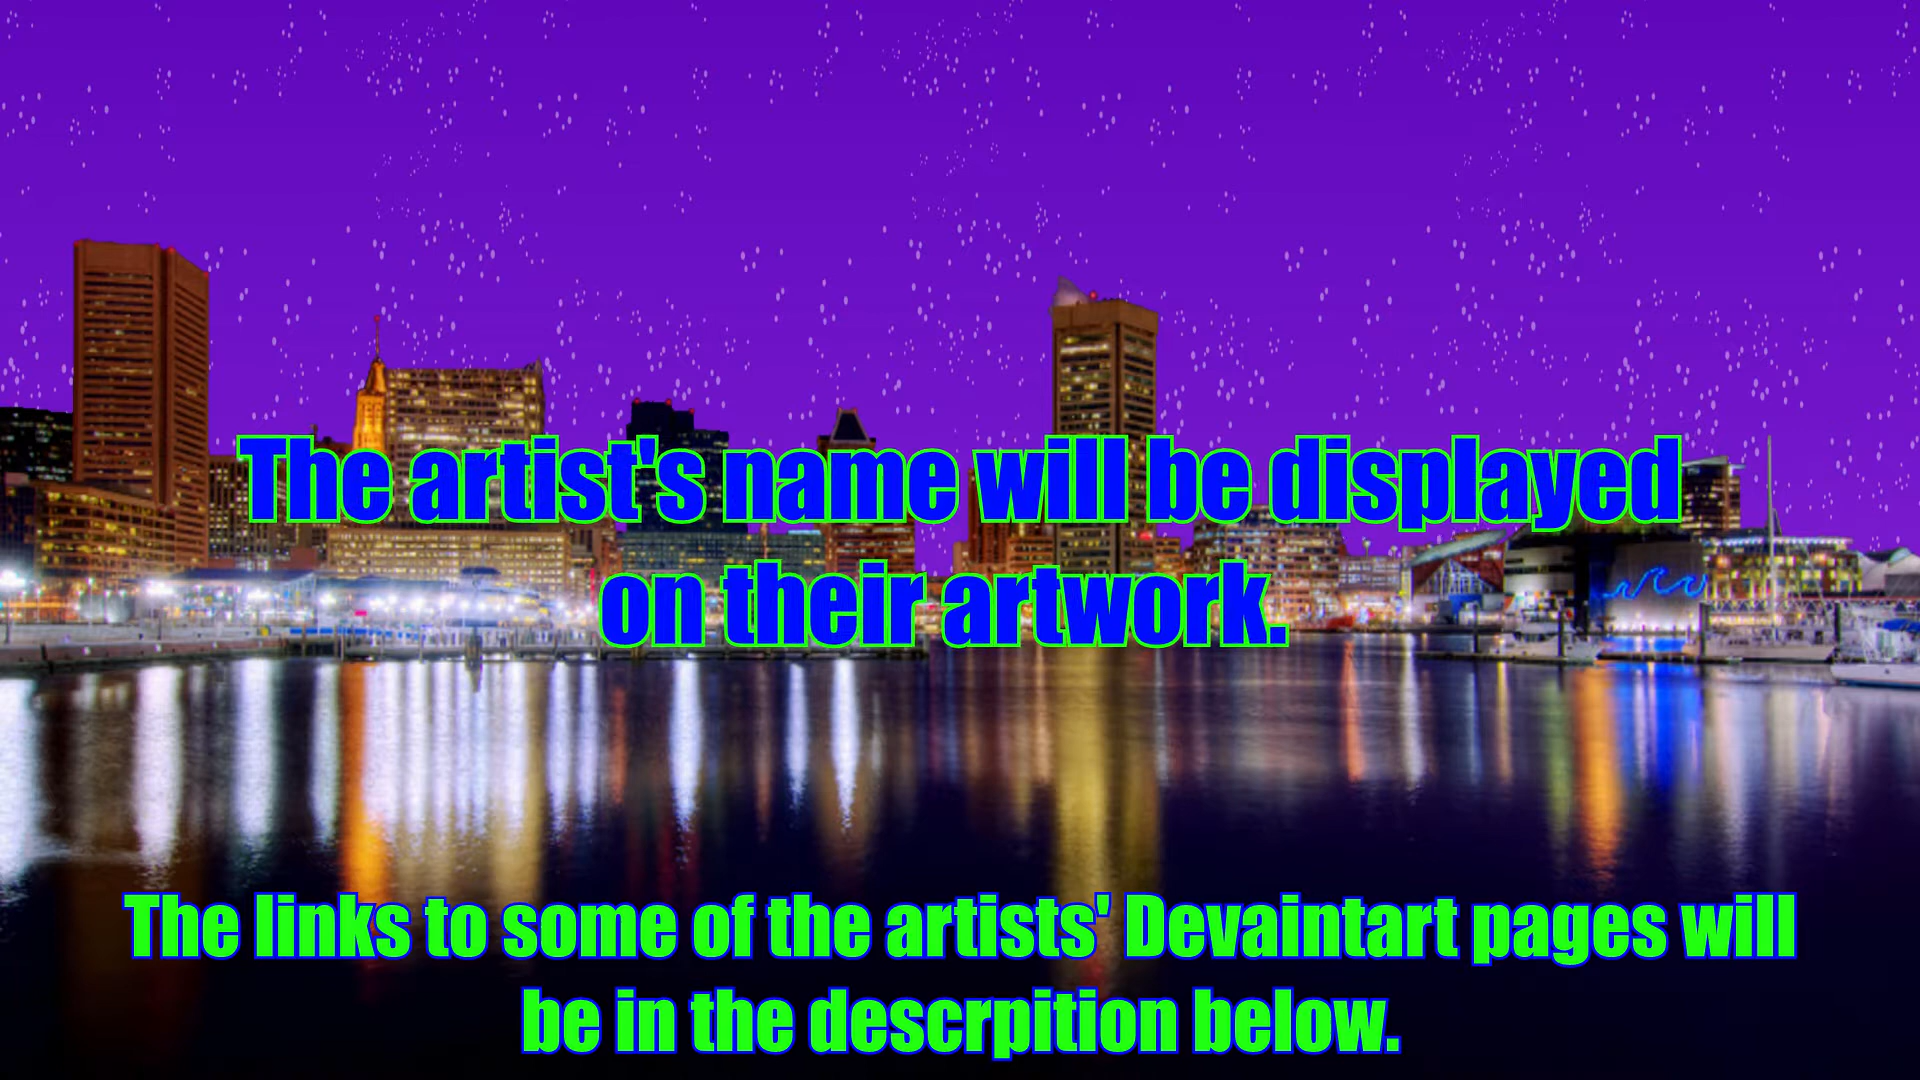 The artist's name will be displayed
on their artwork.
The links to some of the artists' Devaintart pages will
be in the descrpition below.